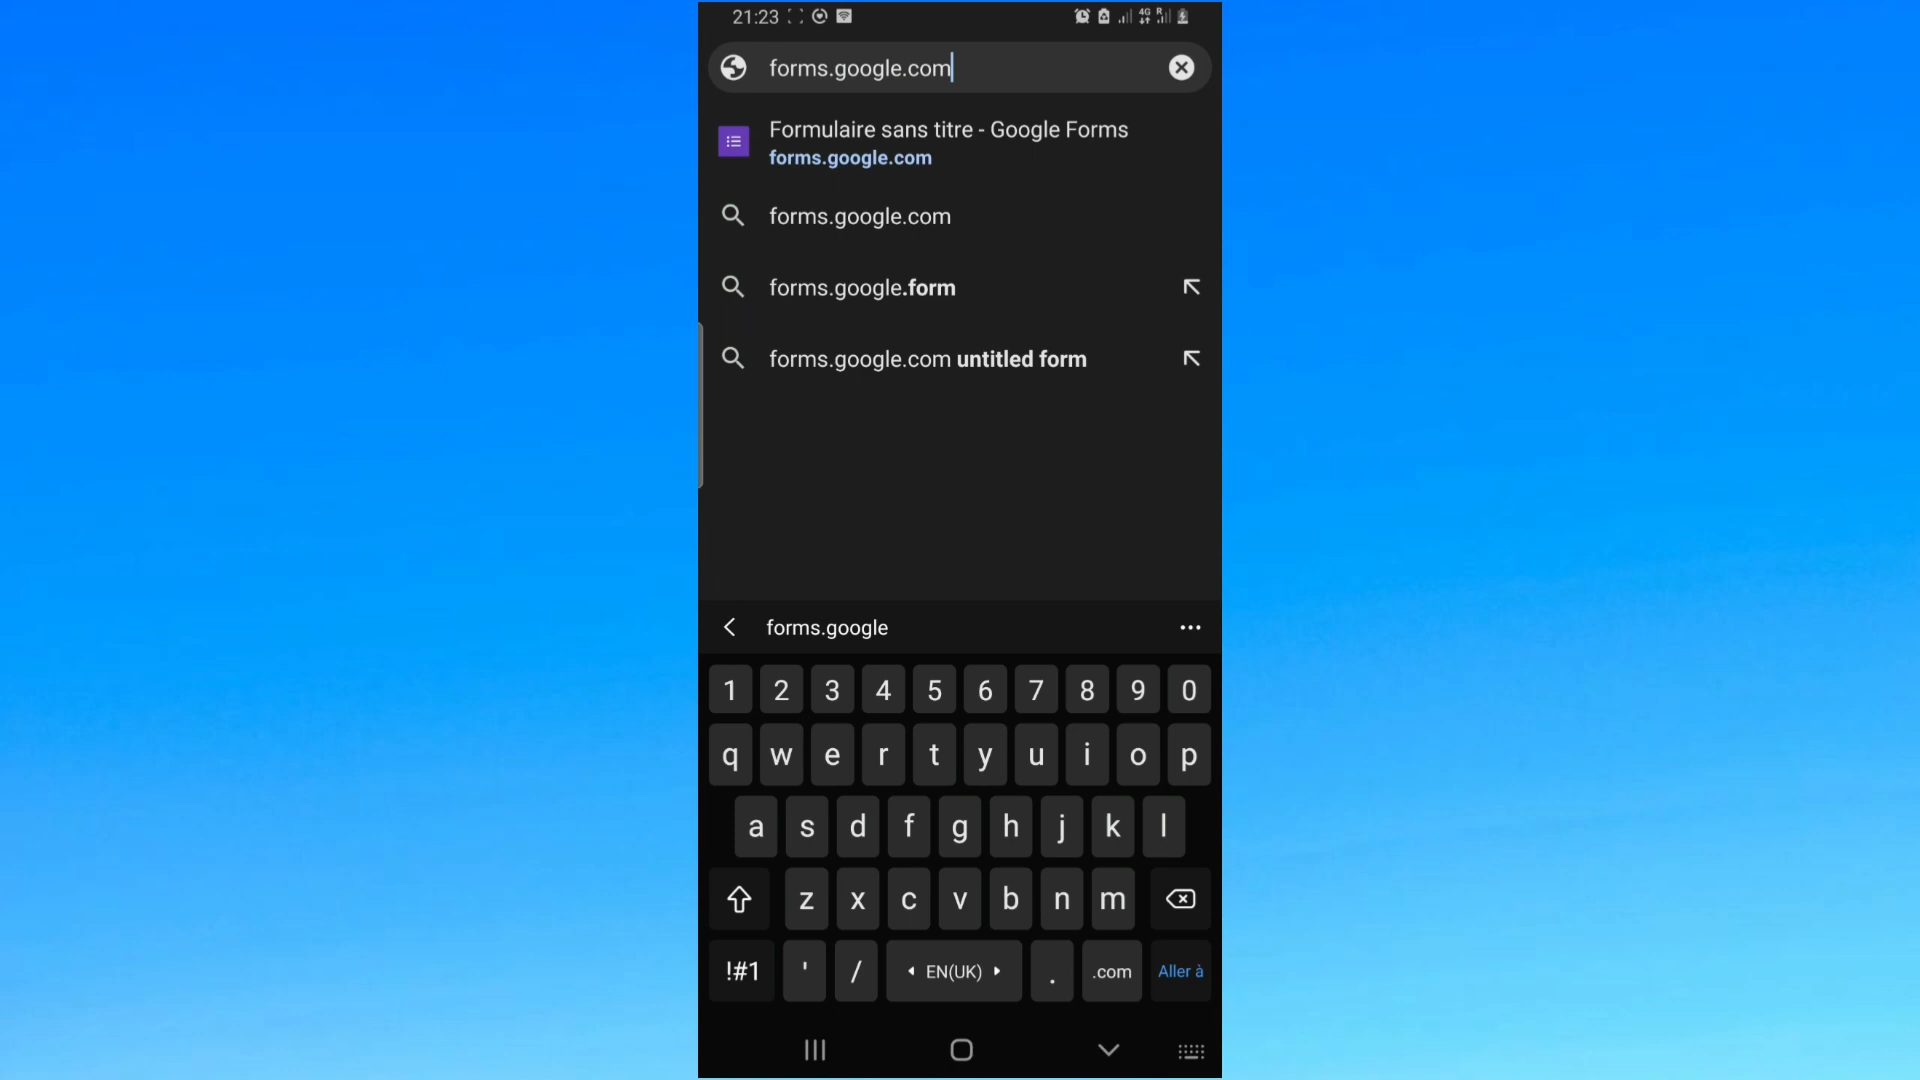 21:23
4G R
forms.google.com
Formulaire sans titre - Google Forms
forms.google.com
forms.google.com
forms.google.form
forms.google.com untitled form
forms.google
1 2 3 4 5 6 7 8 9 0
q w e r t y u i o p
a s d f g h j k l
z x c v b n m
!#1 ' / EN(UK) . .com Aller à